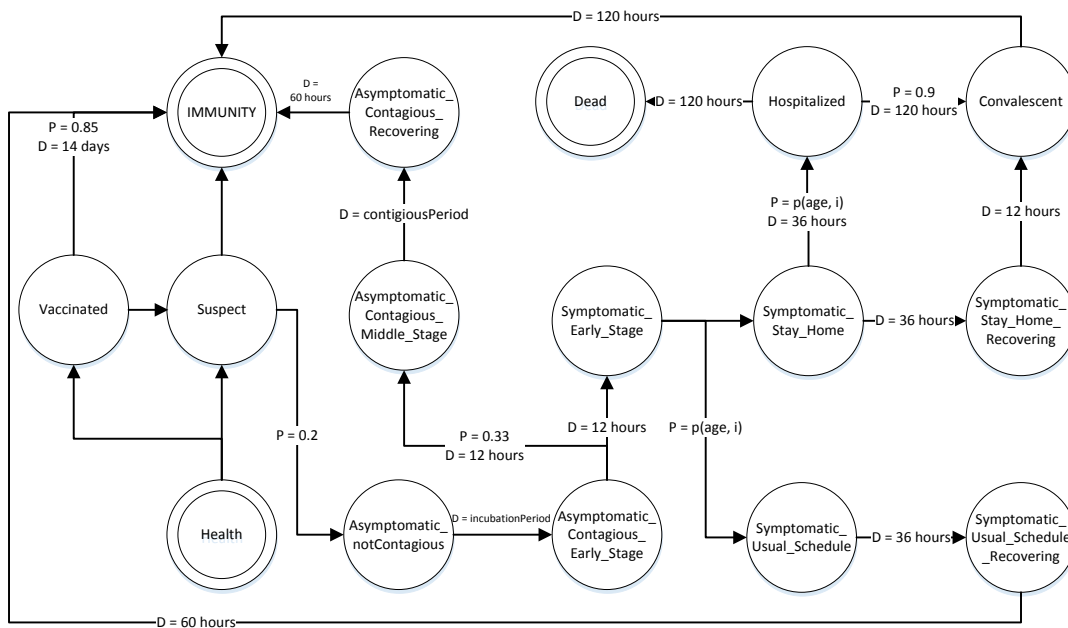 D = 120 hours
IMMUNITY
D =
60 hours
Asymptomatic_
Contagious_
Recovering
Dead
D = 120 hours
Hospitalized
P = 0.9
D = 120 hours
Convalescent
P = 0.85
D = 14 days
D = contigiousPeriod
P = p(age, i)
D = 36 hours
D = 12 hours
Vaccinated
Suspect
Asymptomatic_
Contagious_
Middle_Stage
Symptomatic_
Early_Stage
Symptomatic_
Stay_Home
D = 36 hours
Symptomatic_
Stay_Home_
Recovering
P = 0.2
P = 0.33
D = 12 hours
D = 12 hours
P = p(age, i)
Health
Asymptomatic_
notContagious
D = incubationPeriod
Asymptomatic_
Contagious_
Early_Stage
Symptomatic_
Usual_Schedule
D = 36 hours
Symptomatic_
Usual_Schedule
_Recovering
D = 60 hours